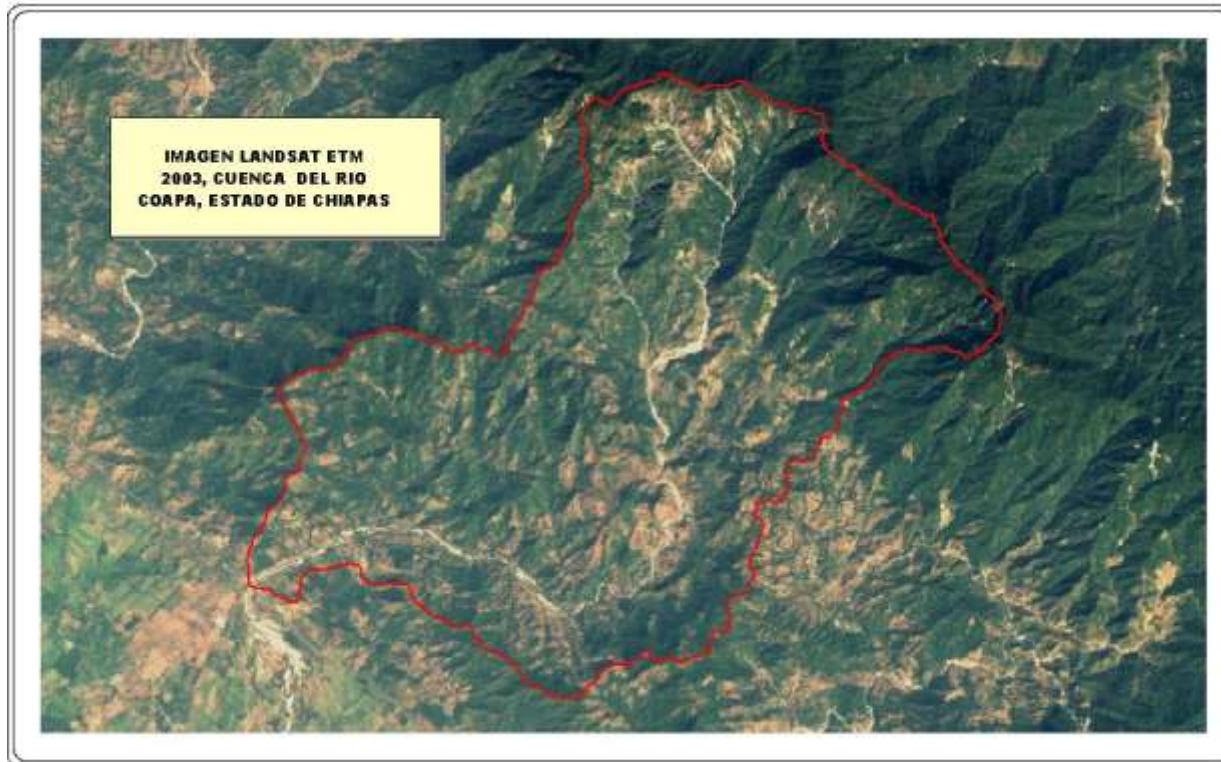 IMAGEN LANDSAT ETM
2003, CUENCA DEL RIO
COAPA, ESTADO DE CHIAPAS